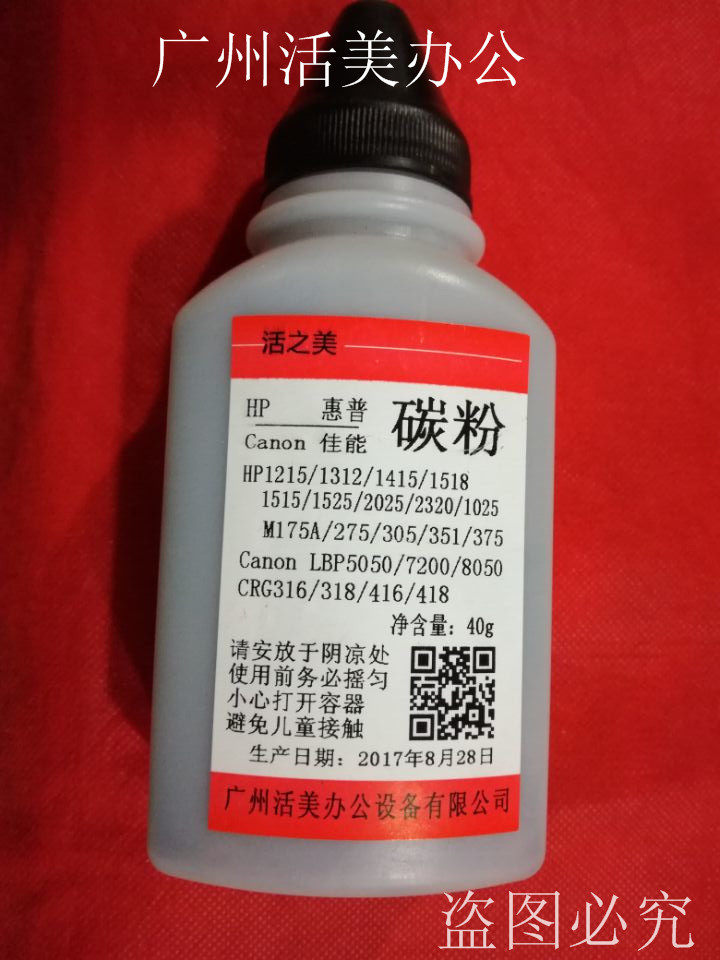 广州活美办公
活之美
HP 惠普
Canon 佳能
碳粉
HP1215/1312/1415/1518
1515/1525/2025/2320/1025
M175A/275/305/351/375
Canon LBP5050/7200/8050
CRG316/318/416/418
净含量：40g
请安放于阴凉处
使用前务必摇匀
小心打开容器
避免儿童接触
生产日期：2017年8月28日
广州活美办公设备有限公司
盗图必究